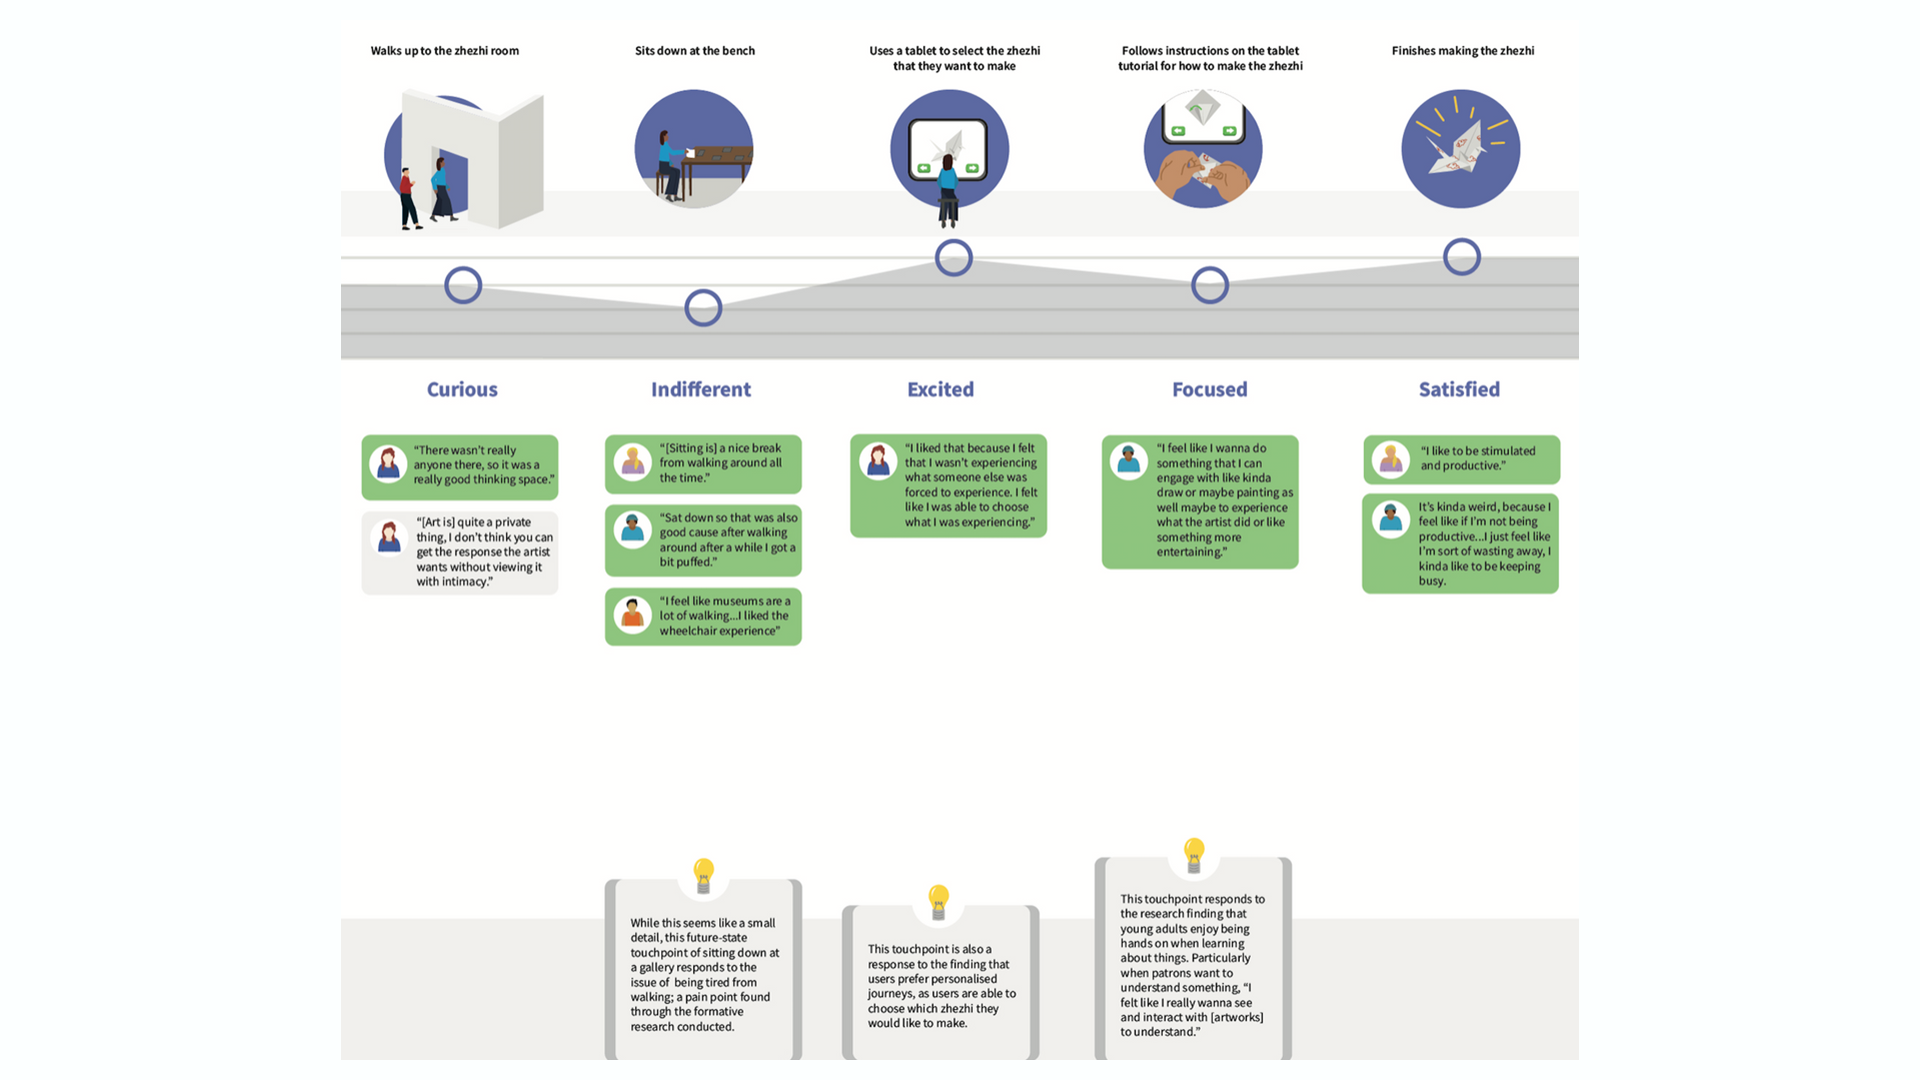 Walks up to the zhezhi room
Sits down at the bench
Uses a tablet to select the zhezhi
that they want to make
Follows instructions on the tablet
tutorial for how to make the zhezhi
Finishes making the zhezhi
Curious
Indifferent
Excited
Focused
Satisfied
“There wasn’t really
anyone there, so it was a
really good thinking space.”
“[Art is] quite a private
thing, I don’t think you can
get the response the artist
wants without viewing it
with intimacy.”
“[Sitting is] a nice break
from walking around all
the time.”
“Sat down so that was also
good cause after walking
around after a while I got a
bit puffed.”
“I feel like museums are a
lot of walking...I liked the
wheelchair experience”
“I liked that because I felt
that I wasn’t experiencing
what someone else was
forced to experience. I felt
like I was able to choose
what I was experiencing.”
“I feel like I wanna do
something that I can
engage with like kinda
draw or maybe painting as
well maybe to experience
what the artist did or like
something more
entertaining.”
“I like to be stimulated
and productive.”
It’s kinda weird, because I
feel like if I’m not being
productive...I just feel like
I’m sort of wasting away, I
kinda like to be keeping
busy.
While this seems like a small
detail, this future-state
touchpoint of sitting down at
a gallery responds to the
issue of being tired from
walking; a pain point found
through the formative
research conducted.
This touchpoint is also a
response to the finding that
users prefer personalised
journeys, as users are able to
choose which zhezhi they
would like to make.
This touchpoint responds to
the research finding that
young adults enjoy being
hands on when learning
about things. Particularly
when patrons want to
understand something, “I
felt like I really wanna see
and interact with [artworks]
to understand.”